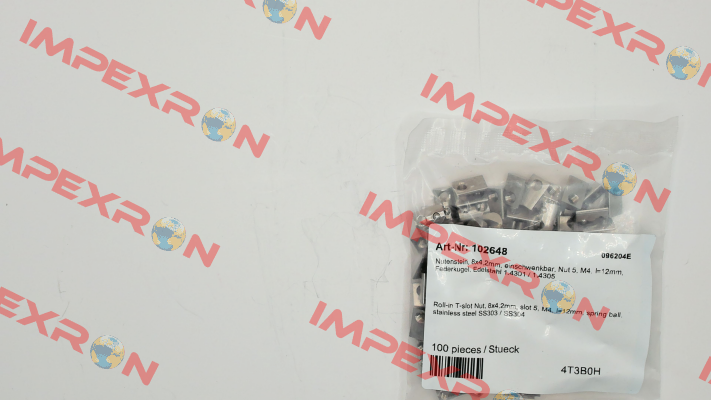 IMPEXRON
IMPEXRON
IMPEXRON
IMPEXRON
IMPEXRON
IMPEXRON
Art-Nr: 102648
096204E
Nutenstein, 8x4,2mm, einschwenkbar, Nut 5, M4, l=12mm,
Federkugel, Edelstahl 1.4301 / 1.4305
Roll-in T-slot Nut, 8x4,2mm, slot 5, M4, l=12mm, spring ball
stainless steel SS303 / SS304
100 pieces / Stueck
4T3B0H